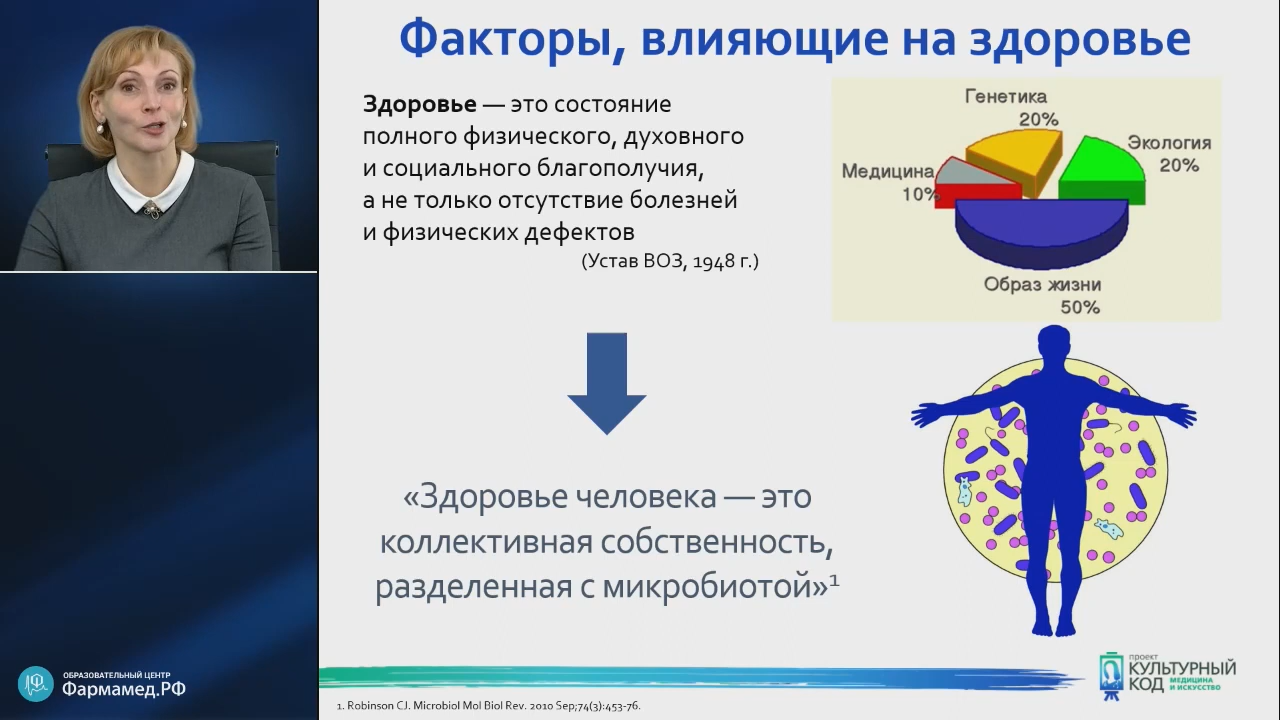 Факторы, влияющие на здоровье
Здоровье — это состояние
полного физического, духовного
и социального благополучия,
а не только отсутствие болезней
и физических дефектов
(Устав ВОЗ, 1948 г.)
Генетика
20%
Экология
20%
Медицина
10%
Образ жизни
50%
«Здоровье человека — это
коллективная собственность,
разделенная с микробиотой»¹
ОБРАЗОВАТЕЛЬНЫЙ ЦЕНТР
Фармамед.РФ
проект
КУЛЬТУРНЫЙ
КОД
МЕДИЦИНА
И ИСКУССТВО
1. Robinson CJ. Microbiol Mol Biol Rev. 2010 Sep;74(3):453-76.